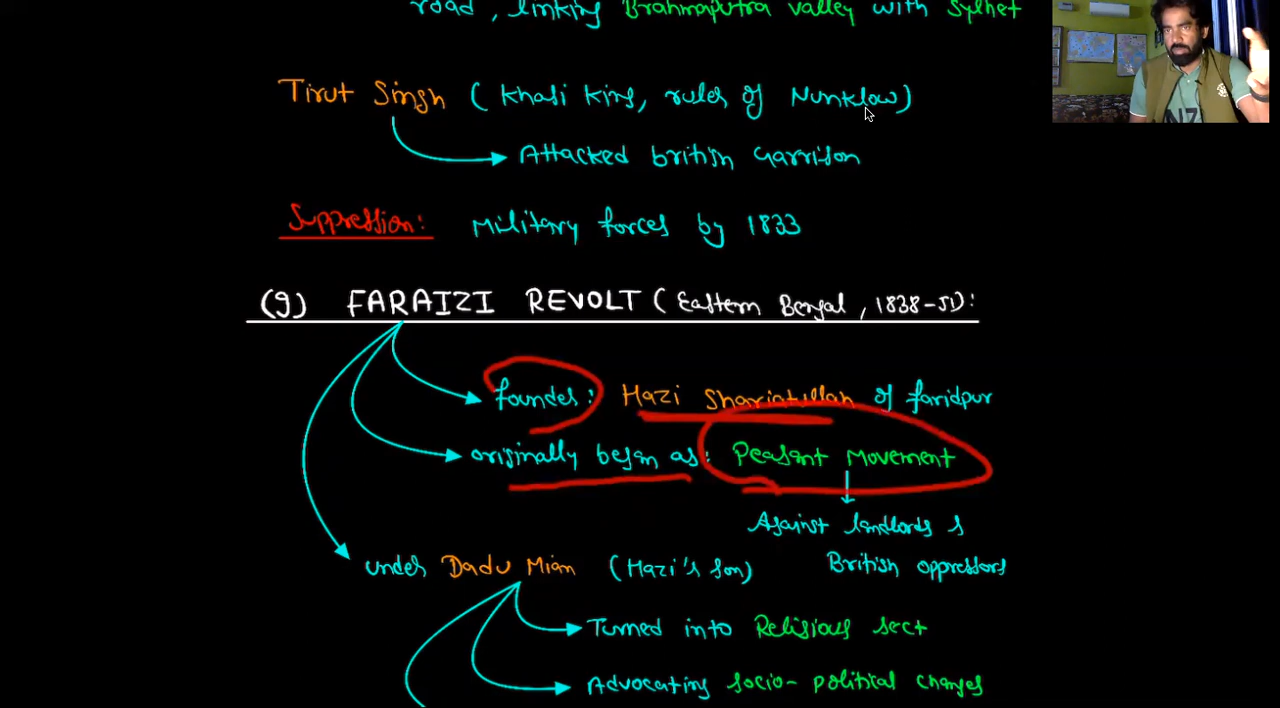 road, linking Brahmaputra valley with Sylhet
Tirut Singh (Khasi King, ruler of Nunklow)
Attacked british Garrison
Suppression: Military forces by 1833
(9) FARAIZI REVOLT (Eastern Bengal, 1838-51):
founder: Hazi Shariatullah of faridpur
originally began as: Peasant Movement
Against landlords &
British oppressors
under Dadu Mian (Hazi's son)
Turned into Religious sect
Advocating socio-political changes